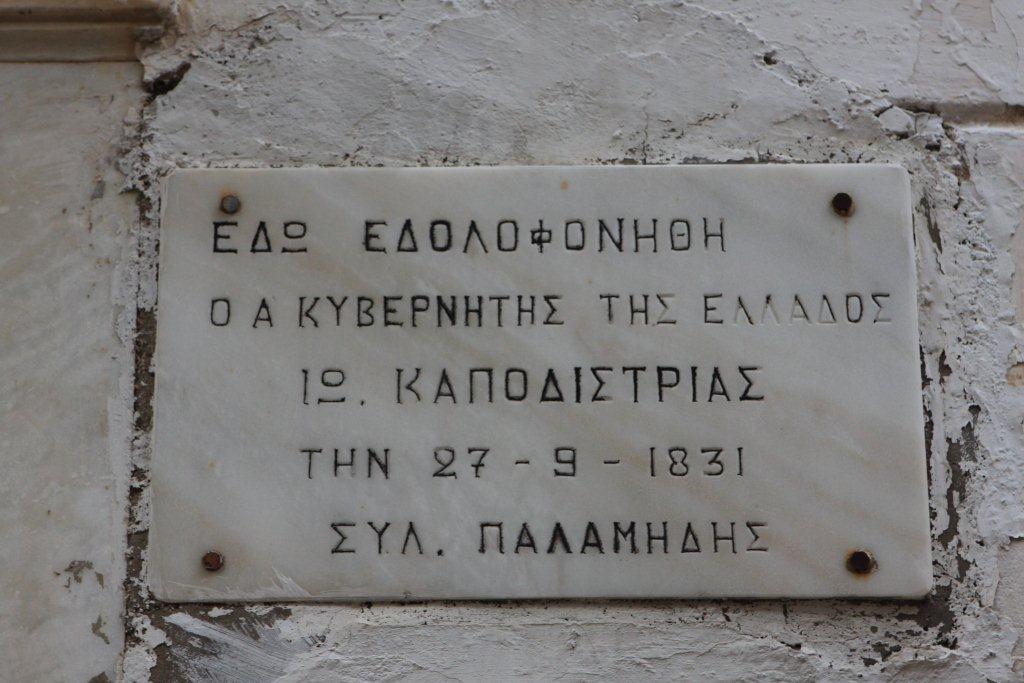 ΕΔΩ ΕΔΟΛΟΦΟΝΗΘΗ
Ο Α ΚΥΒΕΡΝΗΤΗΣ ΤΗΣ ΕΛΛΑΔΟΣ
ΙΩ. ΚΑΠΟΔΙΣΤΡΙΑΣ
ΤΗΝ 27 - 9 - 1831
ΣΥΛ. ΠΑΛΑΜΗΔΗΣ